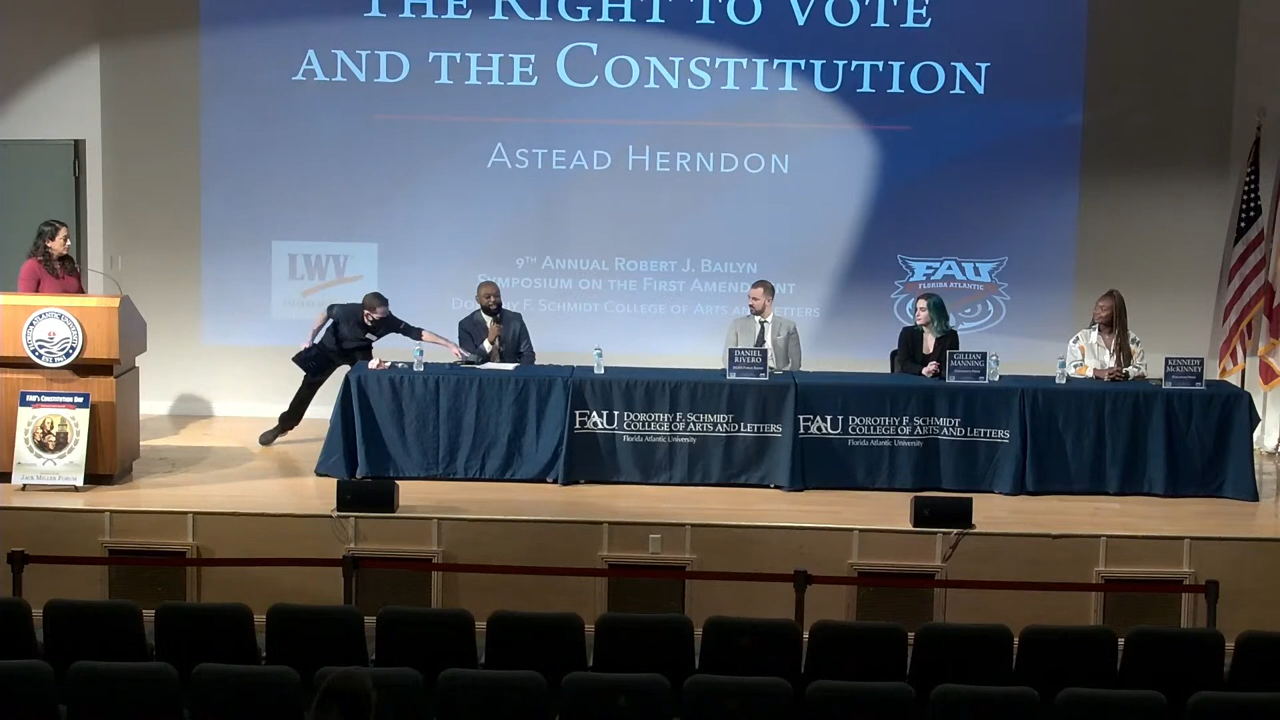 THE RIGHT TO VOTE
AND THE CONSTITUTION
ASTEAD HERNDON
LWV
9TH ANNUAL ROBERT J. BAILYN
SYMPOSIUM ON THE FIRST AMENDMENT
DOROTHY F. SCHMIDT COLLEGE OF ARTS AND LETTERS
FAU
FLORIDA ATLANTIC
FLORIDA ATLANTIC UNIVERSITY
FAU'S CONSTITUTION DAY
JACK MILLER FORUM
DANIEL
RIVERO
GILLIAN
MANNING
KENNEDY
MCKINNEY
FAU DOROTHY F. SCHMIDT
COLLEGE OF ARTS AND LETTERS
Florida Atlantic University
FAU DOROTHY F. SCHMIDT
COLLEGE OF ARTS AND LETTERS
Florida Atlantic University